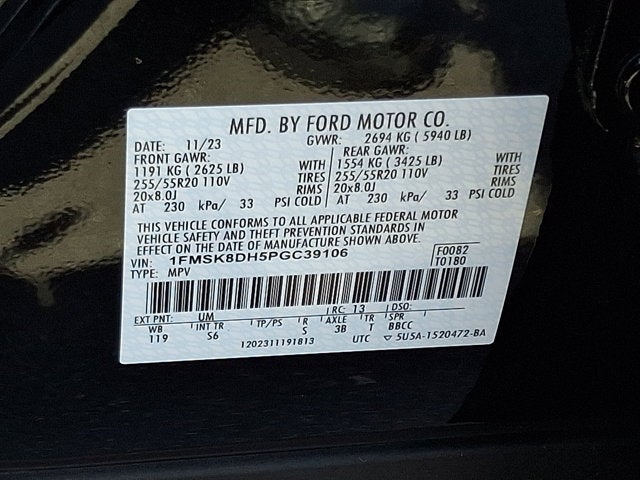 MFD. BY FORD MOTOR CO.
DATE: 11/23 GVWR: 2694 KG ( 5940 LB)
FRONT GAWR: REAR GAWR:
1191 KG ( 2625 LB) WITH 1554 KG ( 3425 LB) WITH
255/55R20 110V TIRES 255/55R20 110V TIRES
20x8.0J RIMS 20x8.0J RIMS
AT 230 kPa/ 33 PSI COLD AT 230 kPa/ 33 PSI COLD
THIS VEHICLE CONFORMS TO ALL APPLICABLE FEDERAL MOTOR
VEHICLE SAFETY AND THEFT PREVENTION STANDARDS IN
EFFECT ON THE DATE OF MANUFACTURE SHOWN ABOVE.
VIN: 1FMSK8DH5PGC39106 F0082
TYPE: MPV T0180
EXT PNT: UM RC: 13 DSO:
WB INT TR TP/PS R AXLE TR SPR
119 S6 S 3B T BBCC
1202311191813 UTC 5U5A-1520472-BA